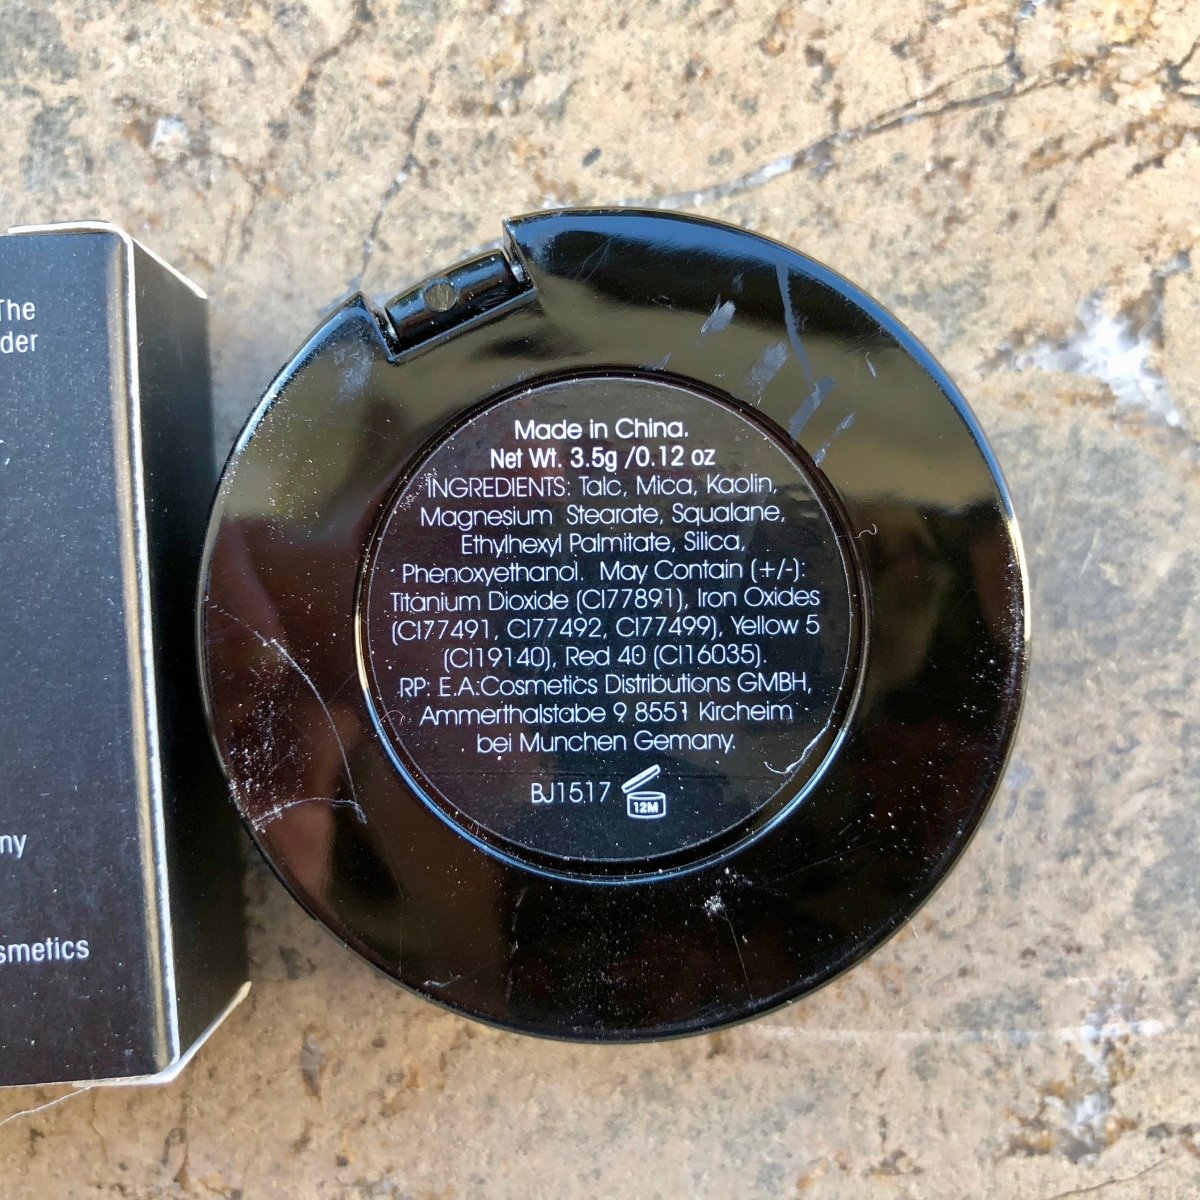 The
der
ny
smetics
Made in China.
Net Wt. 3.5g /0.12 oz
INGREDIENTS: Talc, Mica, Kaolin,
Magnesium Stearate, Squalane,
Ethylhexyl Palmitate, Silica,
Phenoxyethanol. May Contain (+/-):
Titanium Dioxide (CI77891), Iron Oxides
(CI77491, CI77492, CI77499), Yellow 5
(CI19140), Red 40 (CI16035).
RP: E.A.Cosmetics Distributions GMBH,
Ammerthalstabe 9 8551 Kircheim
bei Munchen Gemany.
BJ1517 12M